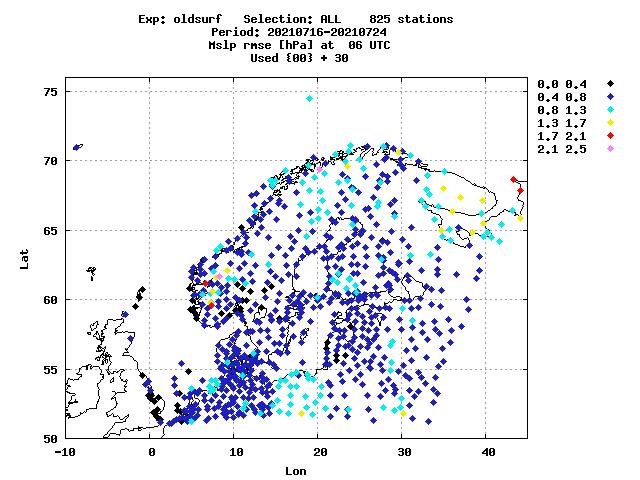 Exp: oldsurf   Selection: ALL    825 stations
Period: 20210716-20210724
Mslp rmse [hPa] at  06 UTC
Used {00} + 30
0.0 0.4
0.4 0.8
0.8 1.3
1.3 1.7
1.7 2.1
2.1 2.5
75
70
65
60
55
50
Lat
-10 0 10 20 30 40
Lon